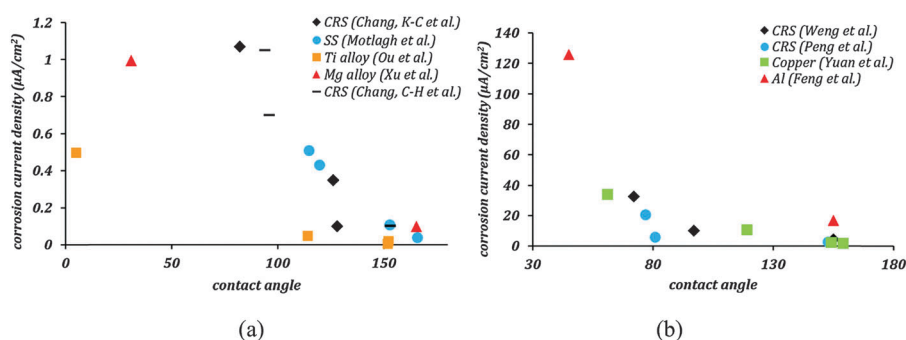 CRS (Chang, K-C et al.)
SS (Motlagh et al.)
Ti alloy (Ou et al.)
Mg alloy (Xu et al.)
CRS (Chang, C-H et al.)
corrosion current density (µA/cm²)
1.2
1
0.8
0.6
0.4
0.2
0
0 50 100 150
contact angle
(a)
CRS (Weng et al.)
CRS (Peng et al.)
Copper (Yuan et al.)
Al (Feng et al.)
corrosion current density (µA/cm²)
140
120
100
80
60
40
20
0
30 80 130 180
contact angle
(b)